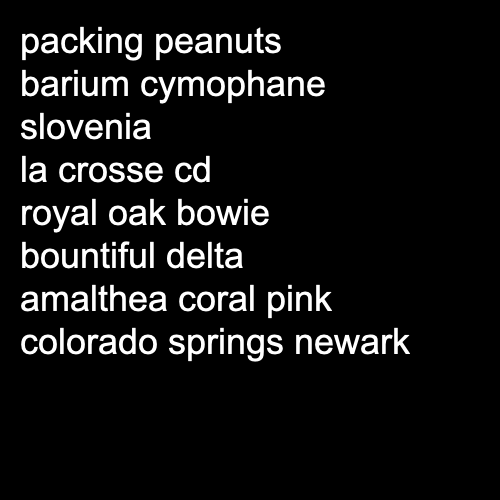 packing peanuts
barium cymophane
slovenia
la crosse cd
royal oak bowie
bountiful delta
amalthea coral pink
colorado springs newark